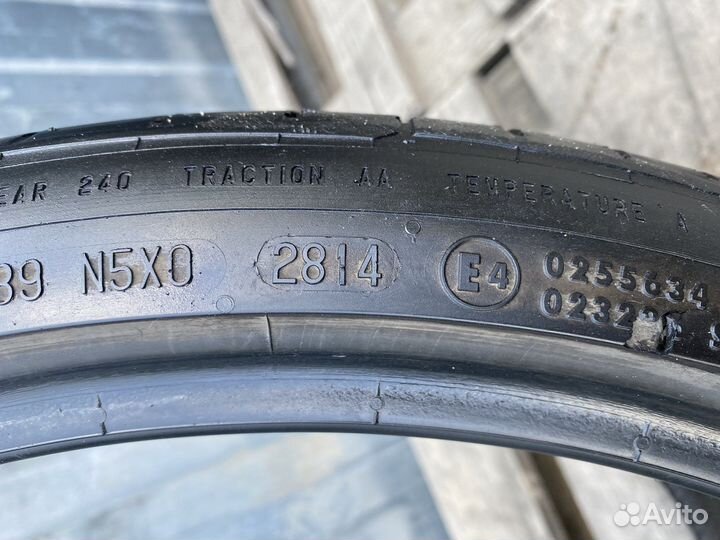 EAR 240 TRACTION AA TEMPERATURE A
39 N5X0 2814 E4 0255634
Avito